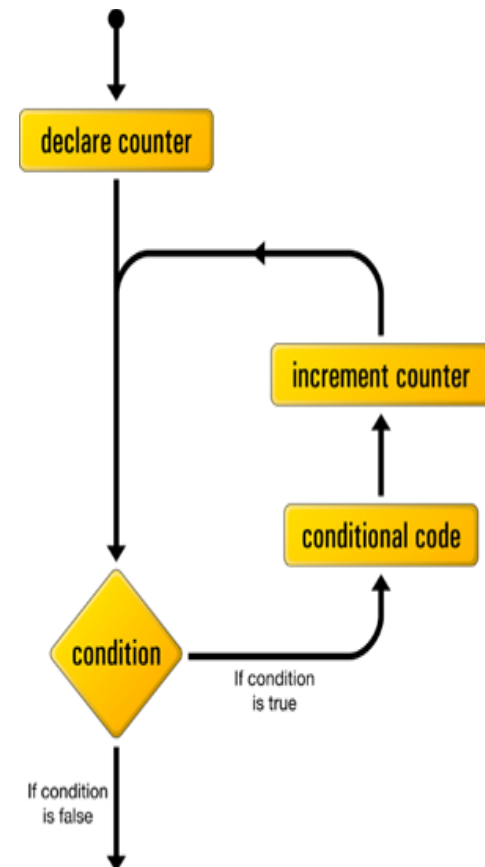 declare counter
increment counter
conditional code
condition
If condition
is true
If condition
is false